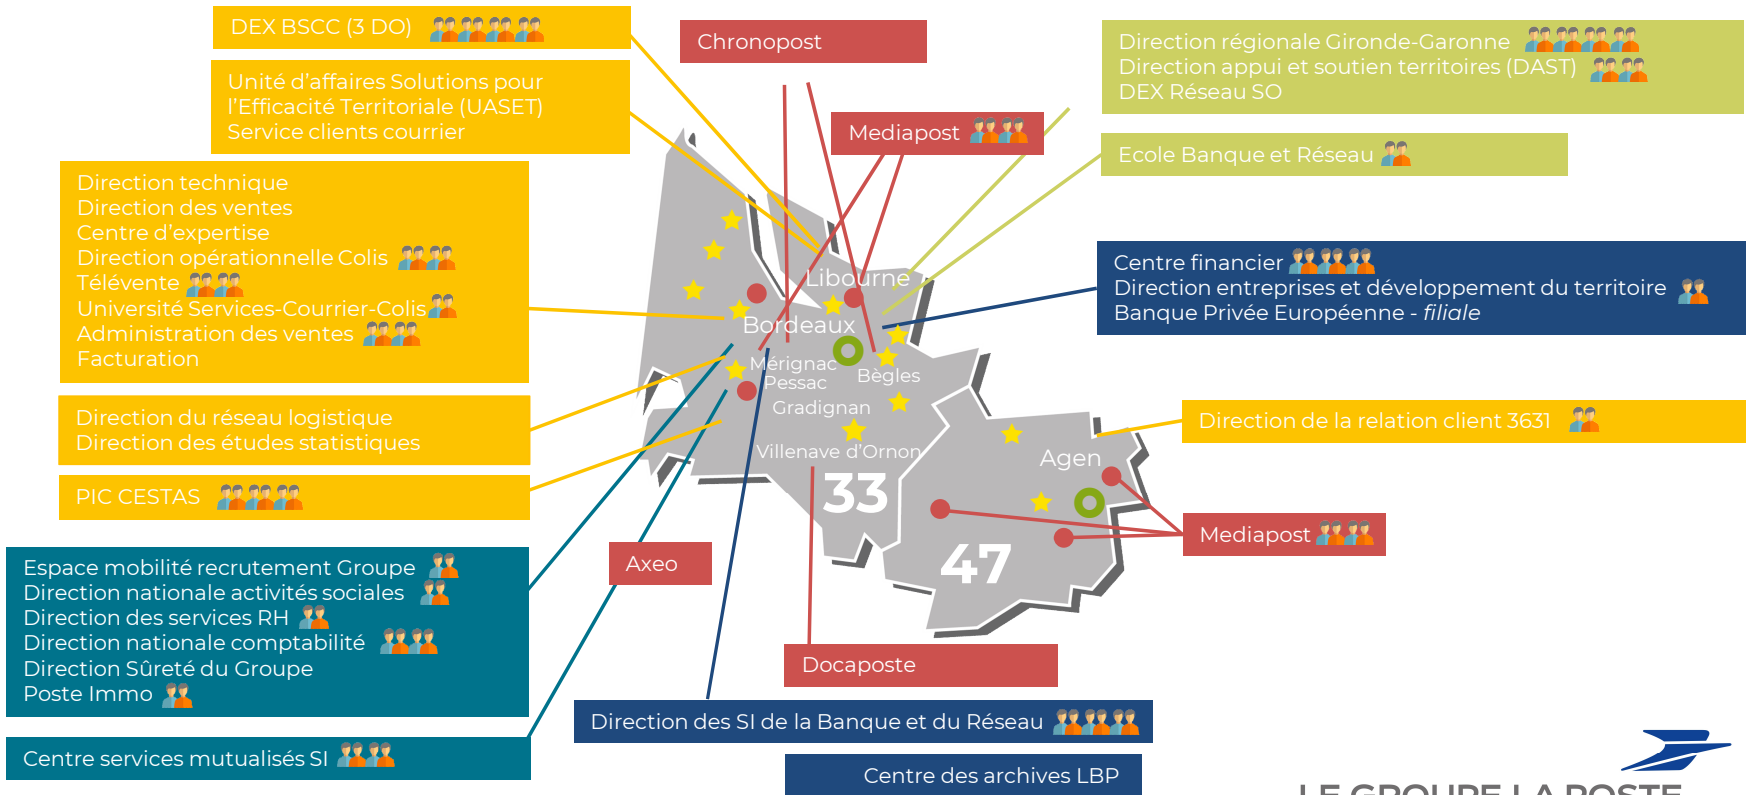 DEX BSCC (3 DO)
Unité d'affaires Solutions pour
l'Efficacité Territoriale (UASET)
Service clients courrier
Direction technique
Direction des ventes
Centre d'expertise
Direction opérationnelle Colis
Télévente
Université Services-Courrier-Colis
Administration des ventes
Facturation
Direction du réseau logistique
Direction des études statistiques
PIC CESTAS
Espace mobilité recrutement Groupe
Direction nationale activités sociales
Direction des services RH
Direction nationale comptabilité
Direction Sûreté du Groupe
Poste Immo
Centre services mutualisés SI
Chronopost
Mediapost
Libourne
Bordeaux
Mérignac
Pessac
Bègles
Gradignan
Villenave d'Ornon
33
Agen
47
Axeo
Docaposte
Direction des SI de la Banque et du Réseau
Centre des archives LBP
Direction régionale Gironde-Garonne
Direction appui et soutien territoires (DAST)
DEX Réseau SO
Ecole Banque et Réseau
Centre financier
Direction entreprises et développement du territoire
Banque Privée Européenne - filiale
Direction de la relation client 3631
Mediapost
LE GROUPE LA POSTE